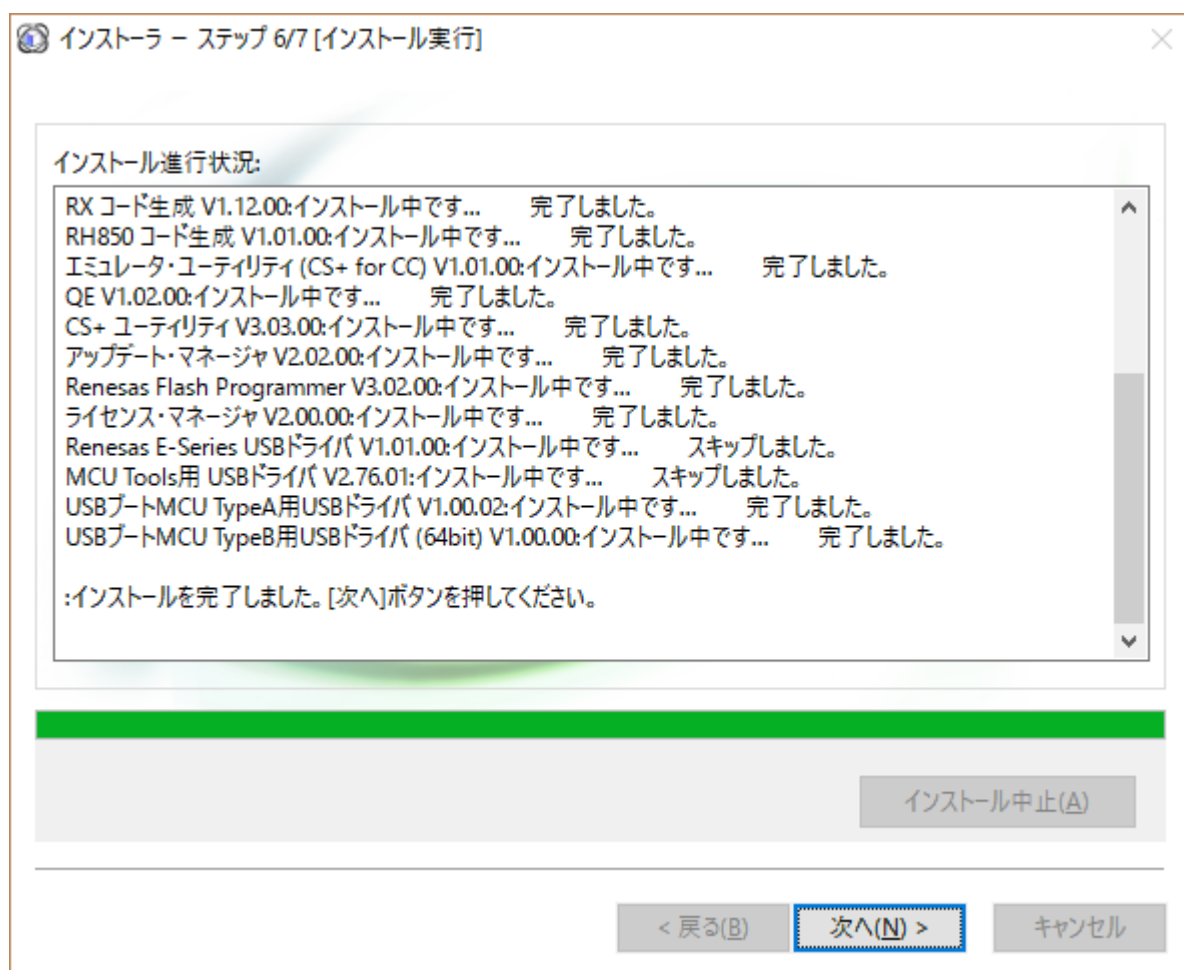 インストーラ － ステップ 6/7 [インストール実行]
インストール進行状況:
RX コード生成 V1.12.00:インストール中です... 完了しました。
RH850 コード生成 V1.01.00:インストール中です... 完了しました。
エミュレータ・ユーティリティ (CS+ for CC) V1.01.00:インストール中です... 完了しました。
QE V1.02.00:インストール中です... 完了しました。
CS+ ユーティリティ V3.03.00:インストール中です... 完了しました。
アップデート・マネージャ V2.02.00:インストール中です... 完了しました。
Renesas Flash Programmer V3.02.00:インストール中です... 完了しました。
ライセンス・マネージャ V2.00.00:インストール中です... 完了しました。
Renesas E-Series USBドライバ V1.01.00:インストール中です... スキップしました。
MCU Tools用 USBドライバ V2.76.01:インストール中です... スキップしました。
USBブートMCU TypeA用USBドライバ V1.00.02:インストール中です... 完了しました。
USBブートMCU TypeB用USBドライバ (64bit) V1.00.00:インストール中です... 完了しました。
:インストールを完了しました。[次へ]ボタンを押してください。
インストール中止(A)
< 戻る(B) 次へ(N) > キャンセル